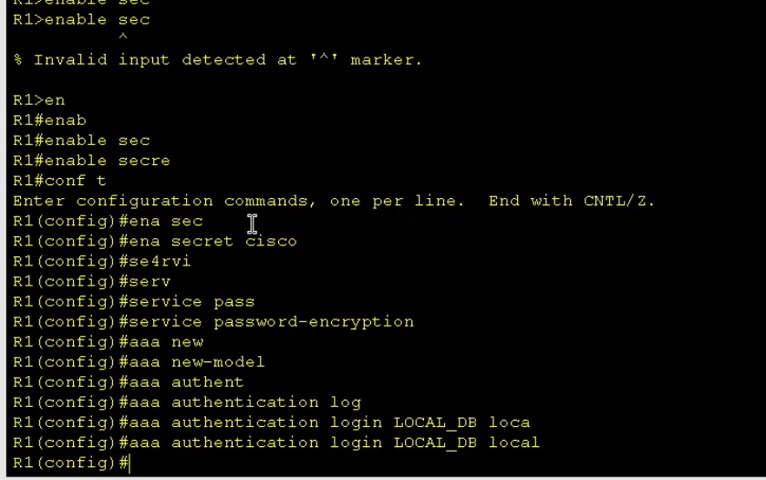 R1>enable sec
R1>enable sec
^
% Invalid input detected at '^' marker.
R1>en
R1#enab
R1#enable sec
R1#enable secre
R1#conf t
Enter configuration commands, one per line.  End with CNTL/Z.
R1(config)#ena sec
R1(config)#ena secret cisco
R1(config)#se4rvi
R1(config)#serv
R1(config)#service pass
R1(config)#service password-encryption
R1(config)#aaa new
R1(config)#aaa new-model
R1(config)#aaa authent
R1(config)#aaa authentication log
R1(config)#aaa authentication login LOCAL_DB loca
R1(config)#aaa authentication login LOCAL_DB local
R1(config)#